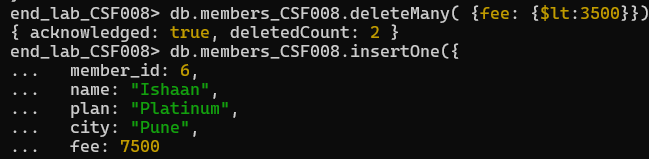 end_lab_CSF008> db.members_CSF008.deleteMany( {fee: {$lt:3500}})
{ acknowledged: true, deletedCount: 2 }
end_lab_CSF008> db.members_CSF008.insertOne({
...   member_id: 6,
...   name: "Ishaan",
...   plan: "Platinum",
...   city: "Pune",
...   fee: 7500